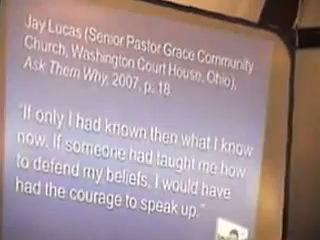 Jay Lucas (Senior Pastor Grace Community
Church, Washington Court House, Ohio),
Ask Them Why, 2007, p. 18
"If only I had known then what I know
now. If someone had taught me how
to defend my beliefs, I would have
had the courage to speak up."